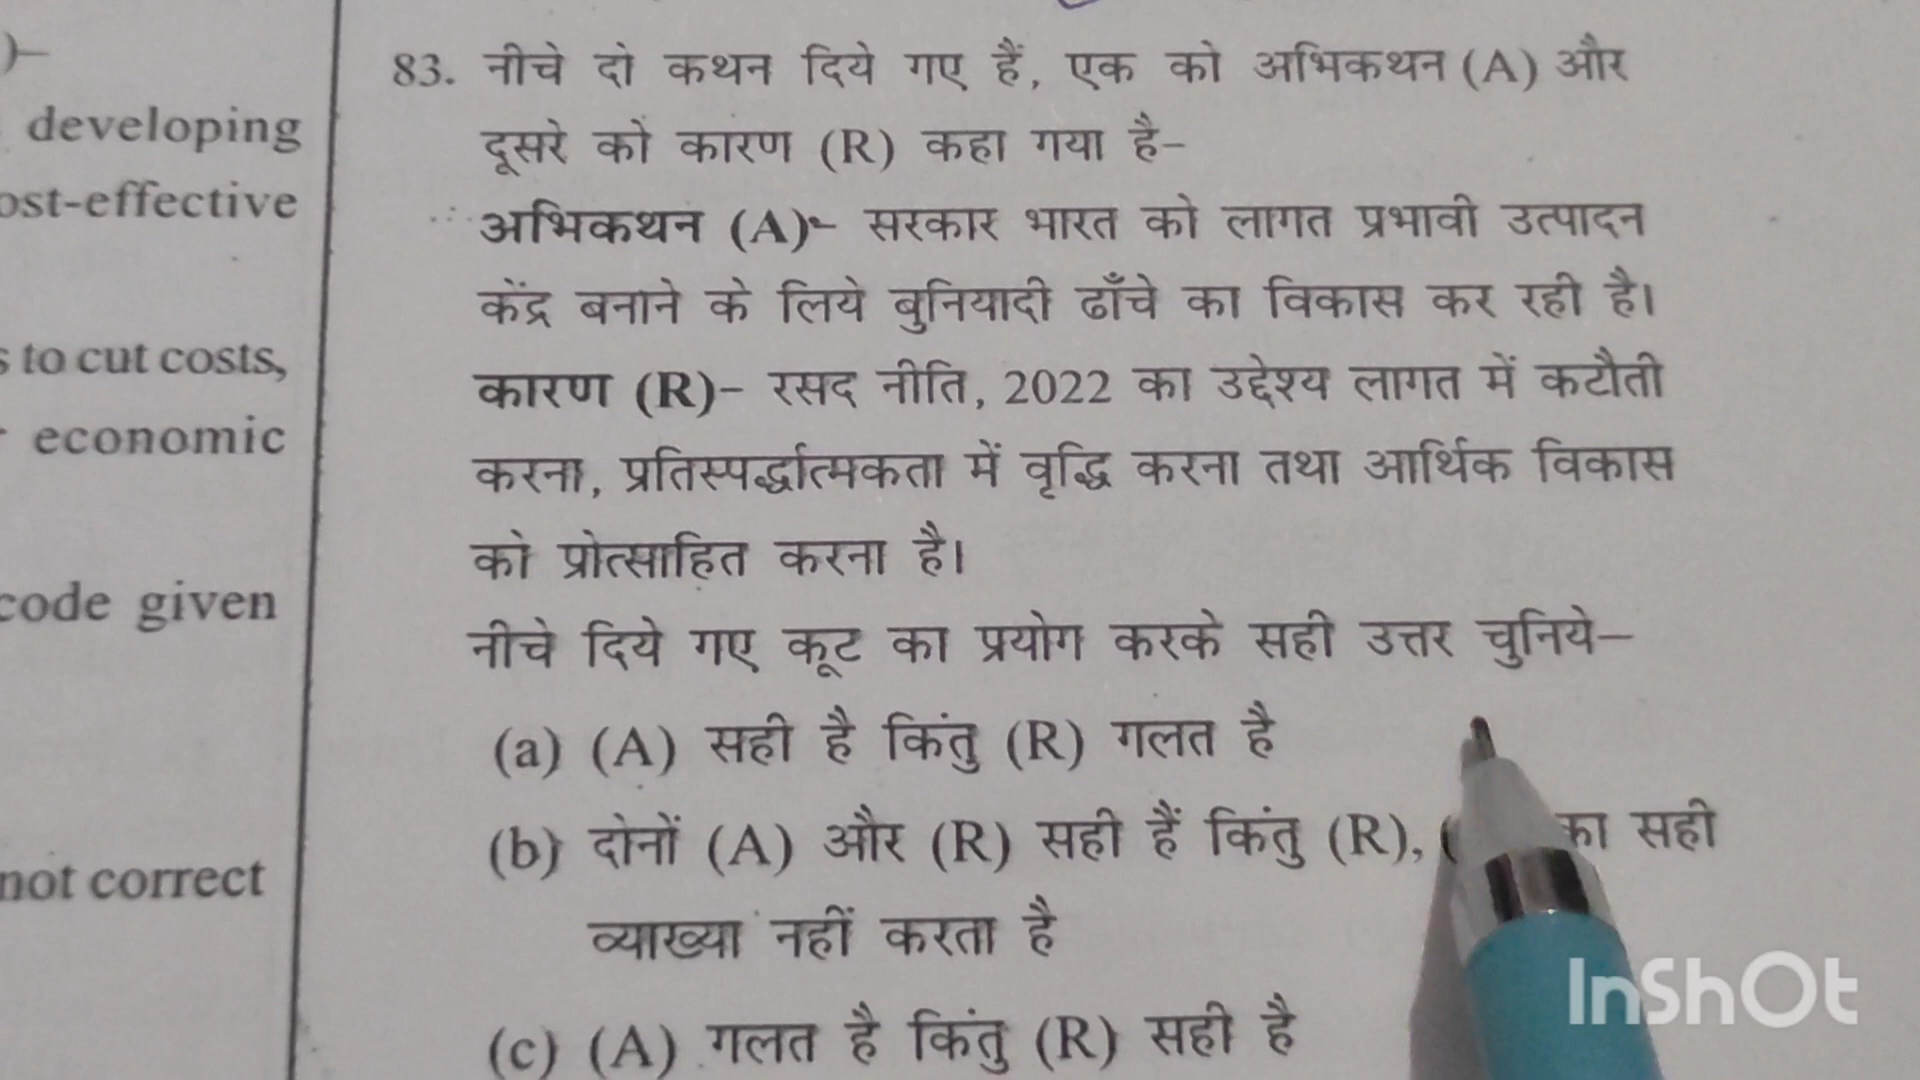 )–
developing
ost-effective
s to cut costs,
economic
code given
not correct
83. नीचे दो कथन दिये गए हैं, एक को अभिकथन (A) और
दूसरे को कारण (R) कहा गया है–
अभिकथन (A)– सरकार भारत को लागत प्रभावी उत्पादन
केंद्र बनाने के लिये बुनियादी ढाँचे का विकास कर रही है।
कारण (R)– रसद नीति, 2022 का उद्देश्य लागत में कटौती
करना, प्रतिस्पर्द्धात्मकता में वृद्धि करना तथा आर्थिक विकास
को प्रोत्साहित करना है।
नीचे दिये गए कूट का प्रयोग करके सही उत्तर चुनिये–
(a) (A) सही है किंतु (R) गलत है
(b) दोनों (A) और (R) सही हैं किंतु (R), ( का सही
व्याख्या नहीं करता है
(c) (A) गलत है किंतु (R) सही है
InShOt